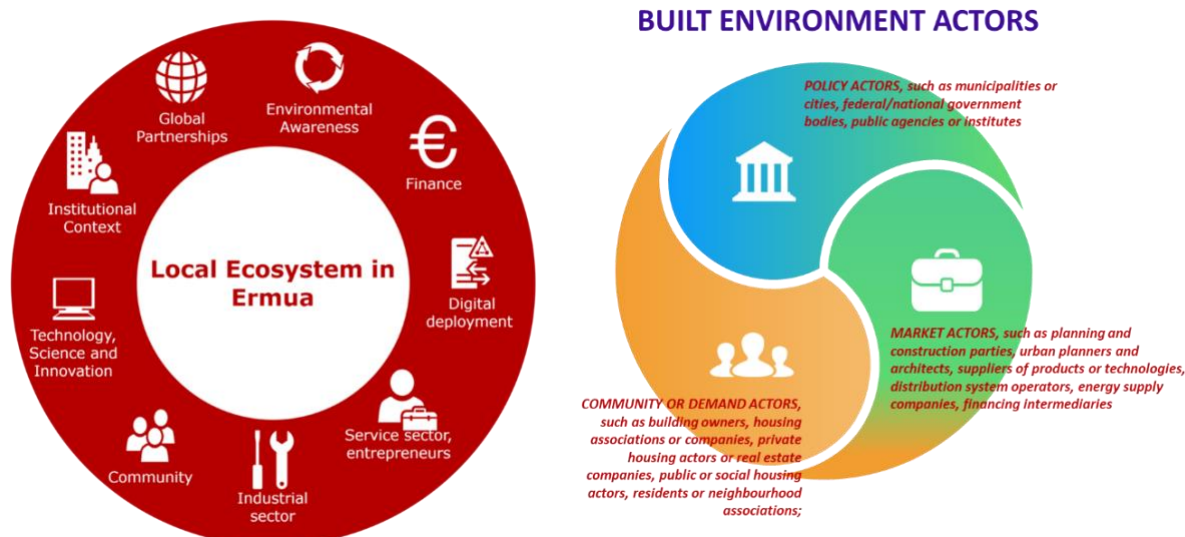 Local Ecosystem in
Ermua
Global
Partnerships
Environmental
Awareness
€
Finance
Digital
deployment
Service sector,
entrepreneurs
Industrial
sector
Community
Technology,
Science and
Innovation
Institutional
Context
BUILT ENVIRONMENT ACTORS
POLICY ACTORS, such as municipalities or
cities, federal/national government
bodies, public agencies or institutes
MARKET ACTORS, such as planning and
construction parties, urban planners and
architects, suppliers of products or technologies,
distribution system operators, energy supply
companies, financing intermediaries
COMMUNITY OR DEMAND ACTORS,
such as building owners, housing
associations or companies, private
housing actors or real estate
companies, public or social housing
actors, residents or neighbourhood
associations;